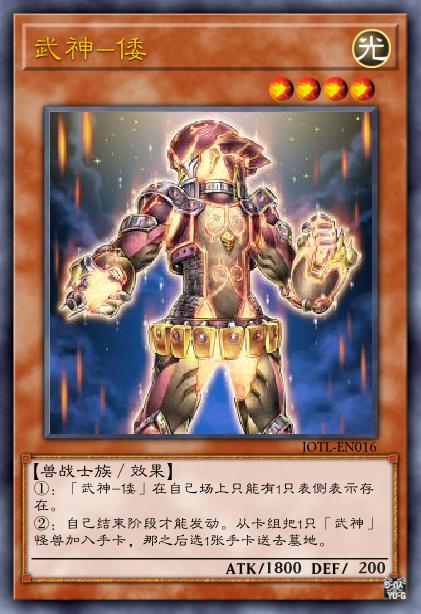 武神-倭
光
JOTL-EN016
【兽战士族／效果】
①：「武神-倭」在自己场上只能有1只表侧表示存
在。
②：自己结束阶段才能发动。从卡组把1只「武神」
怪兽加入手卡，那之后选1张手卡送去墓地。
ATK/1800 DEF/ 200